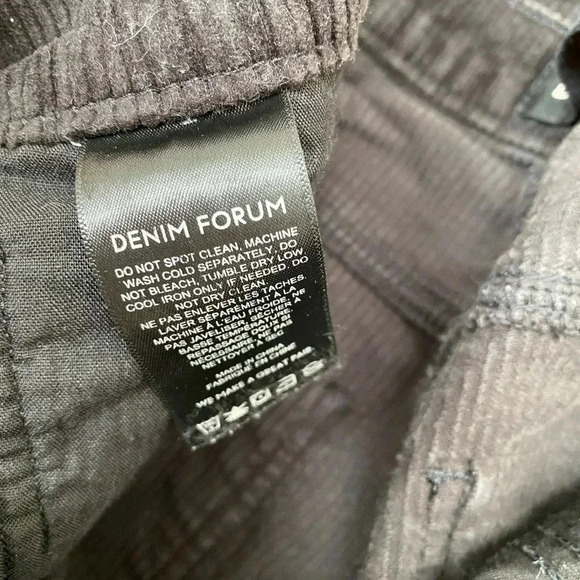 DENIM FORUM
DO NOT SPOT CLEAN, MACHINE
WASH COLD SEPARATELY, DO
NOT BLEACH, TUMBLE DRY LOW,
COOL IRON ONLY IF NEEDED. DO
NOT DRY CLEAN.
NE PAS ENLEVER LES TACHES.
LAVER SÉPARÉMENT À LA
MACHINE À L'EAU FROIDE, NE
PAS JAVELISER, SÉCHER À
BASSE TEMPÉRATURE,
REPASSAGE DOUX SI
NÉCESSAIRE. NE PAS
NETTOYER À SEC.
MADE IN CHINA
FABRIQUÉ EN CHINE
WE MAKE A GREAT PAIR